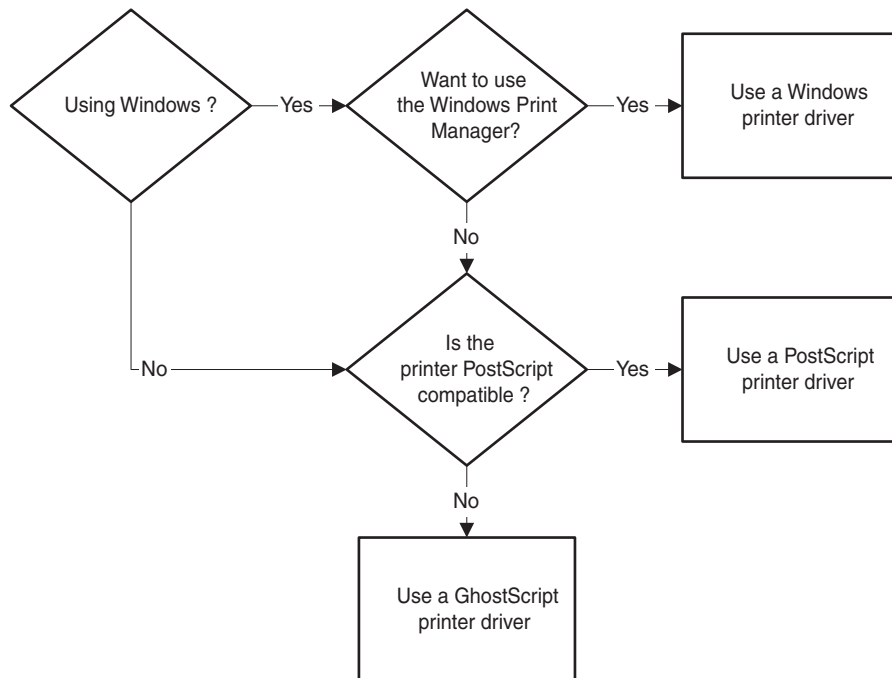 Using Windows ?
Yes
Want to use
the Windows Print
Manager?
Yes
Use a Windows
printer driver
No
No
Is the
printer PostScript
compatible ?
Yes
Use a PostScript
printer driver
No
Use a GhostScript
printer driver